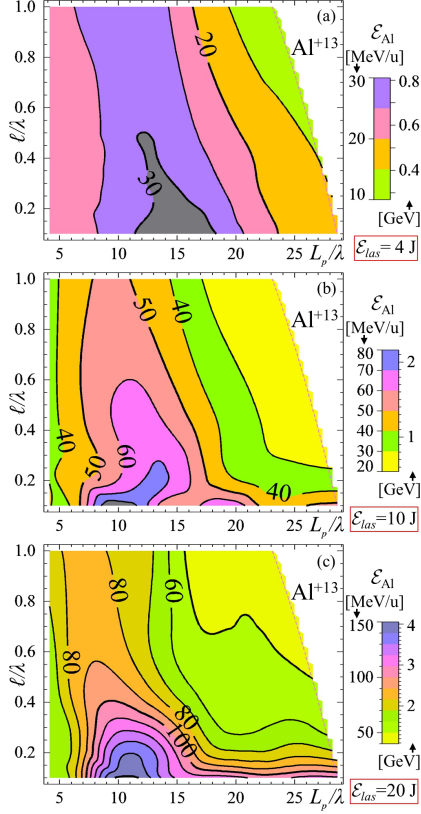 (a)
Al+13
20
30
ℓ/λ
1.0
0.8
0.6
0.4
0.2
5 10 15 20 25 Lp/λ
ℰAl
[MeV/u]
30 0.8
0.6
20
0.4
10
[GeV]
ℰlas= 4 J
(b)
Al+13
50 40
40 50 60 40
ℓ/λ
1.0
0.8
0.6
0.4
0.2
5 10 15 20 25 Lp/λ
ℰAl
[MeV/u]
80 2
70
60
50
40 1
30
20
[GeV]
ℰlas=10 J
(c)
Al+13
80 60
80 80 100
ℓ/λ
1.0
0.8
0.6
0.4
0.2
5 10 15 20 25 Lp/λ
ℰAl
[MeV/u]
150 4
3
100
2
50
[GeV]
ℰlas=20 J